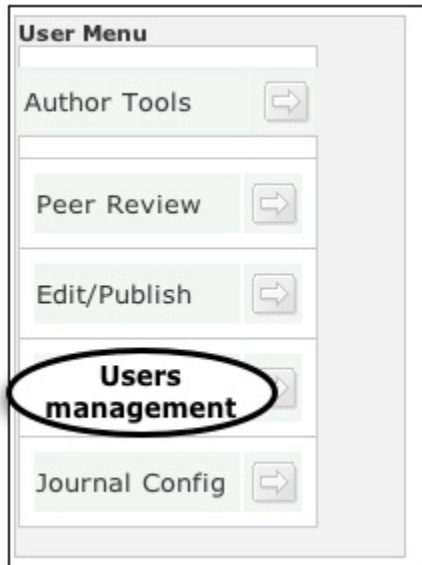 User Menu
Author Tools
Peer Review
Edit/Publish
Users
management
Journal Config